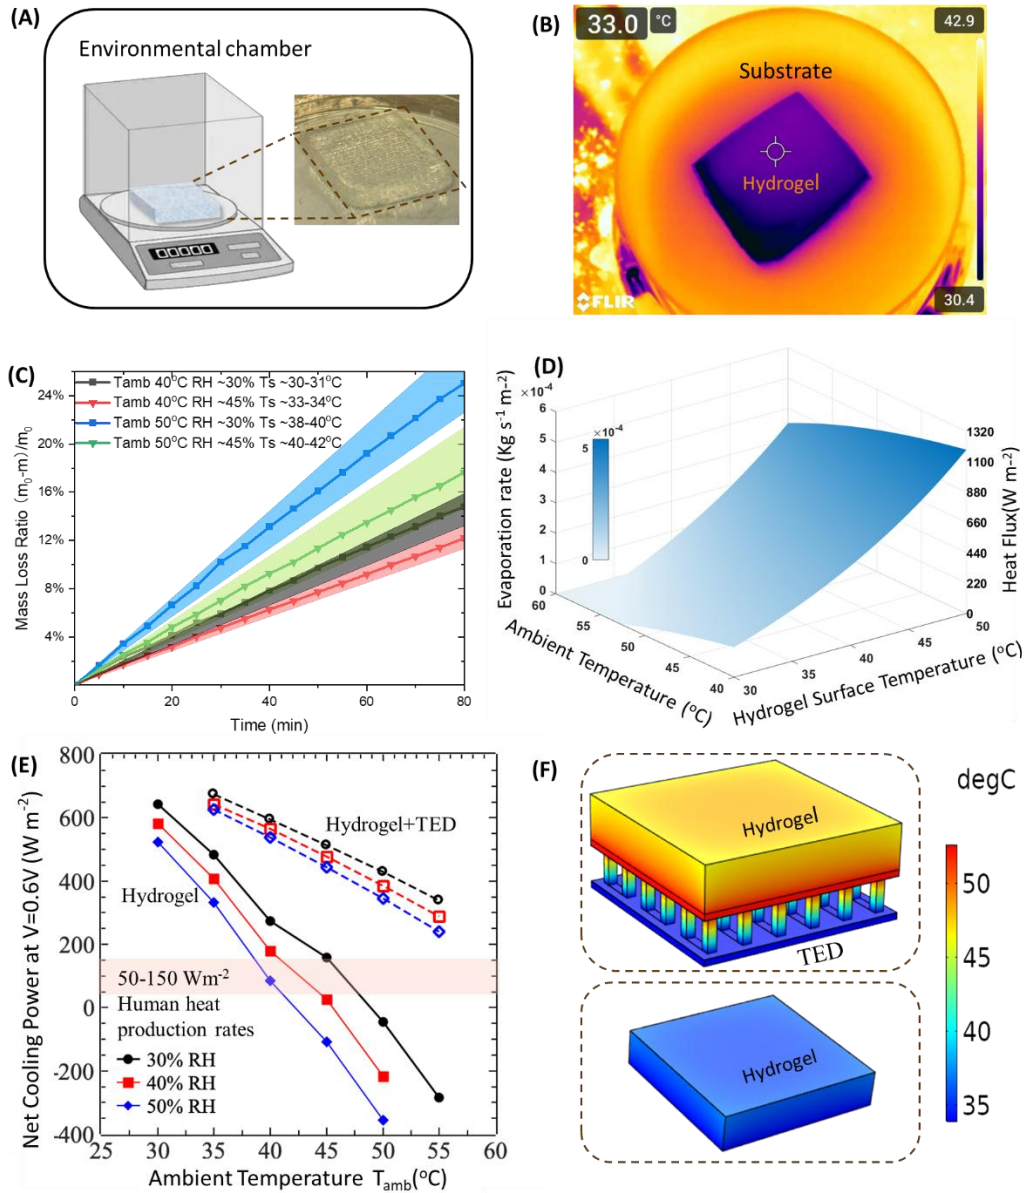 (A)
Environmental chamber
00000
(B)
33.0 °C
42.9
Substrate
Hydrogel
30.4
FLIR
(C)
Tamb 40°C RH ~30% Ts ~30-31°C
Tamb 40°C RH ~45% Ts ~33-34°C
Tamb 50°C RH ~30% Ts ~38-40°C
Tamb 50°C RH ~45% Ts ~40-42°C
Mass Loss Ratio (m₀-m)/m₀
24%
20%
16%
12%
8%
4%
0 20 40 60 80
Time (min)
(D)
×10⁻⁴
Evaporation rate (Kg s⁻¹ m⁻²)
6
5
4
3
2
1
0
×10⁻⁴
5
0
1320
1100
880
660
440
220
0
Heat Flux(W m⁻²)
60 55 50 45 40
Ambient Temperature (°C)
30 35 40 45 50
Hydrogel Surface Temperature (°C)
(E)
Net Cooling Power at V=0.6V (W m⁻²)
800
600
400
200
0
-200
-400
Hydrogel+TED
Hydrogel
50-150 Wm⁻²
Human heat
production rates
30% RH
40% RH
50% RH
25 30 35 40 45 50 55 60
Ambient Temperature Tamb(°C)
(F)
degC
Hydrogel
TED
Hydrogel
50
45
40
35